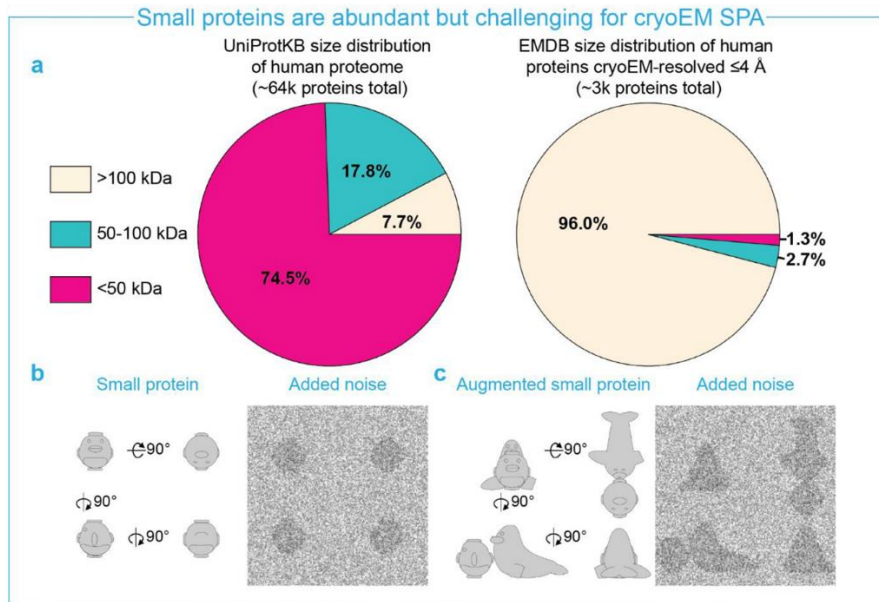 Small proteins are abundant but challenging for cryoEM SPA
a
UniProtKB size distribution
of human proteome
(~64k proteins total)
EMDB size distribution of human
proteins cryoEM-resolved ≤4 Å
(~3k proteins total)
>100 kDa
50-100 kDa
<50 kDa
17.8%
7.7%
74.5%
96.0%
1.3%
2.7%
b
Small protein
Added noise
90°
90°
90°
c
Augmented small protein
Added noise
90°
90°
90°